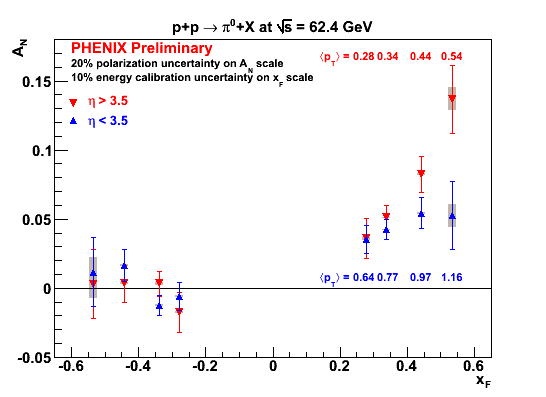 p+p → π⁰+X at √s = 62.4 GeV
A_N
PHENIX Preliminary
20% polarization uncertainty on A_N scale
10% energy calibration uncertainty on x_F scale
η > 3.5
η < 3.5
⟨p_T⟩ = 0.28 0.34 0.44 0.54
0.15
0.1
0.05
0
-0.05
⟨p_T⟩ = 0.64 0.77 0.97 1.16
-0.6 -0.4 -0.2 0 0.2 0.4 0.6
x_F